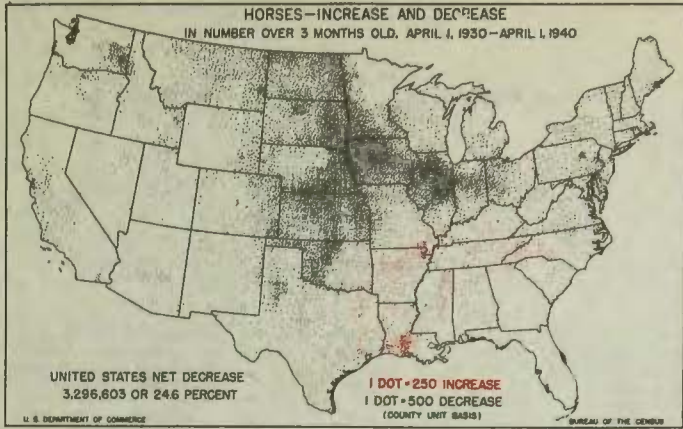 HORSES—INCREASE AND DECREASE
IN NUMBER OVER 3 MONTHS OLD, APRIL 1, 1930—APRIL 1, 1940
UNITED STATES NET DECREASE
3,296,603 OR 24.6 PERCENT
1 DOT=250 INCREASE
1 DOT=500 DECREASE
(COUNTY UNIT BASIS)
U. S. DEPARTMENT OF COMMERCE
BUREAU OF THE CENSUS